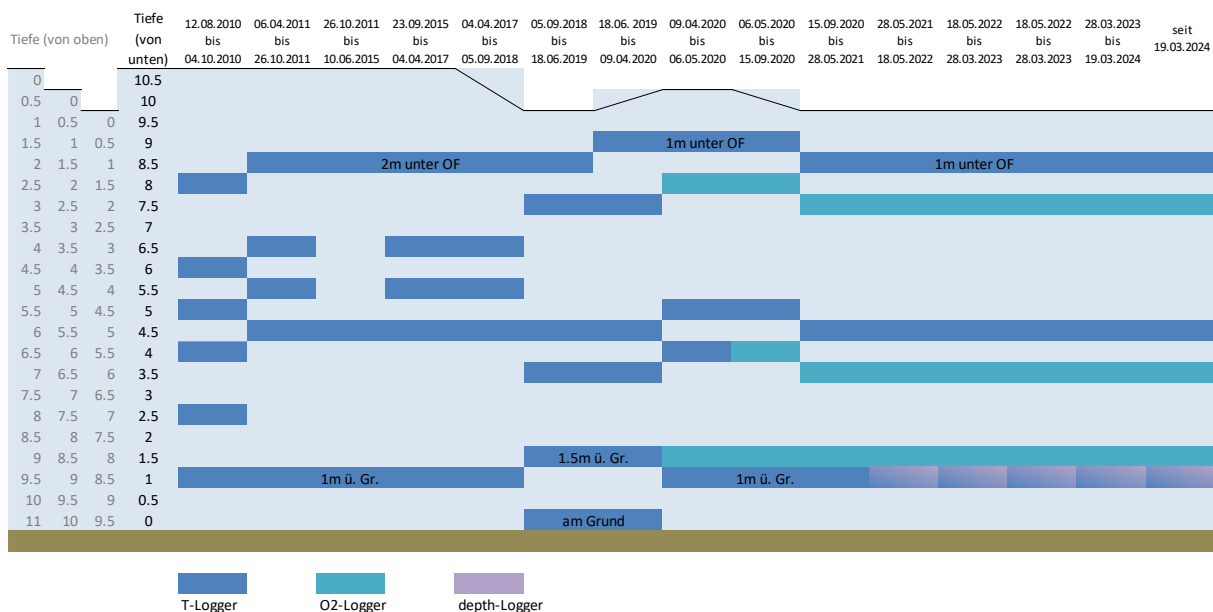 Tiefe (von oben) Tiefe (von unten) 12.08.2010 bis 04.10.2010 06.04.2011 bis 26.10.2011 26.10.2011 bis 10.06.2015 23.09.2015 bis 04.04.2017 04.04.2017 bis 05.09.2018 05.09.2018 bis 18.06.2019 18.06. 2019 bis 09.04.2020 09.04.2020 bis 06.05.2020 06.05.2020 bis 15.09.2020 15.09.2020 bis 28.05.2021 28.05.2021 bis 18.05.2022 18.05.2022 bis 28.03.2023 18.05.2022 bis 28.03.2023 28.03.2023 bis 19.03.2024 seit 19.03.2024
0 10.5
0.5 0 10
1 0.5 0 9.5
1.5 1 0.5 9 1m unter OF
2 1.5 1 8.5 2m unter OF 1m unter OF
2.5 2 1.5 8
3 2.5 2 7.5
3.5 3 2.5 7
4 3.5 3 6.5
4.5 4 3.5 6
5 4.5 4 5.5
5.5 5 4.5 5
6 5.5 5 4.5
6.5 6 5.5 4
7 6.5 6 3.5
7.5 7 6.5 3
8 7.5 7 2.5
8.5 8 7.5 2
9 8.5 8 1.5 1.5m ü. Gr.
9.5 9 8.5 1 1m ü. Gr. 1m ü. Gr.
10 9.5 9 0.5
11 10 9.5 0 am Grund
T-Logger O2-Logger depth-Logger